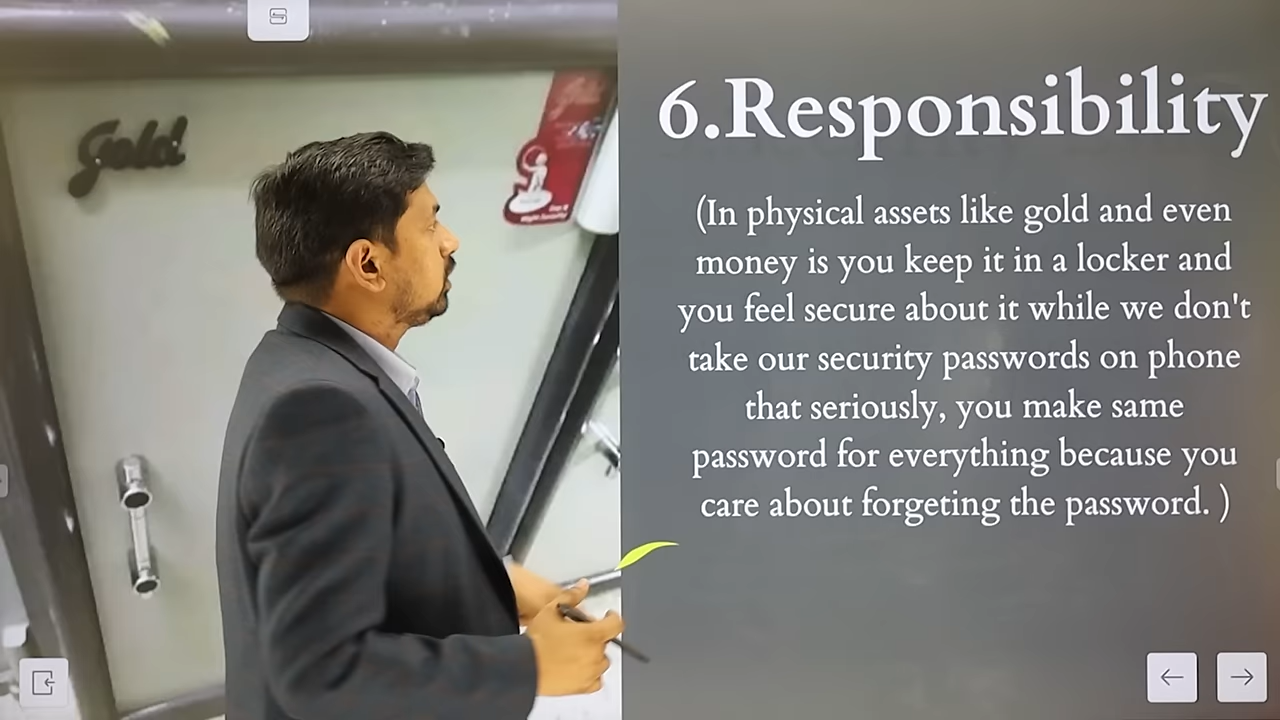 Gold
6.Responsibility
(In physical assets like gold and even
money is you keep it in a locker and
you feel secure about it while we don't
take our security passwords on phone
that seriously, you make same
password for everything because you
care about forgeting the password. )